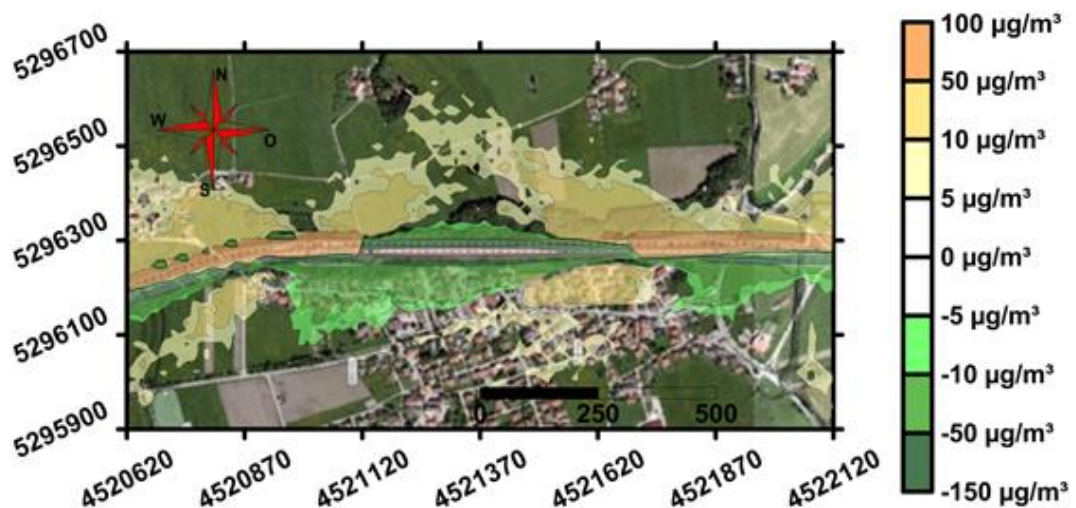 100 µg/m³
50 µg/m³
10 µg/m³
5 µg/m³
0 µg/m³
-5 µg/m³
-10 µg/m³
-50 µg/m³
-150 µg/m³
5296700
5296500
5296300
5296100
5295900
N
W
O
S
0 250 500
4520620 4520870 4521120 4521370 4521620 4521870 4522120